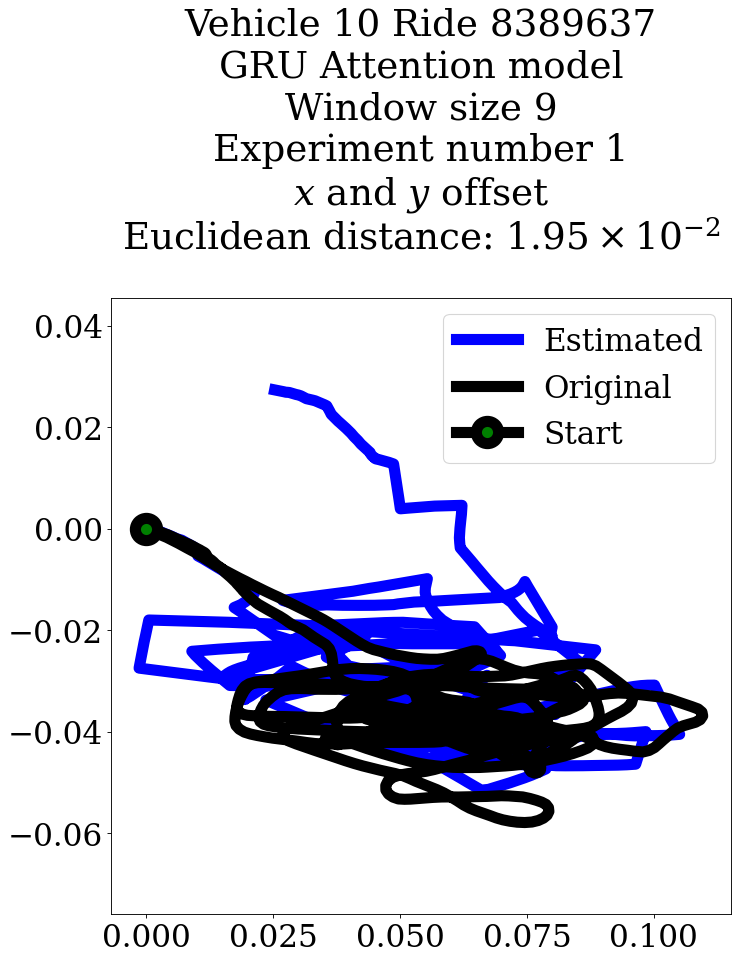 Vehicle 10 Ride 8389637
GRU Attention model
Window size 9
Experiment number 1
x and y offset
Euclidean distance: 1.95 × 10⁻²
Estimated
Original
Start
0.04
0.02
0.00
−0.02
−0.04
−0.06
0.000 0.025 0.050 0.075 0.100